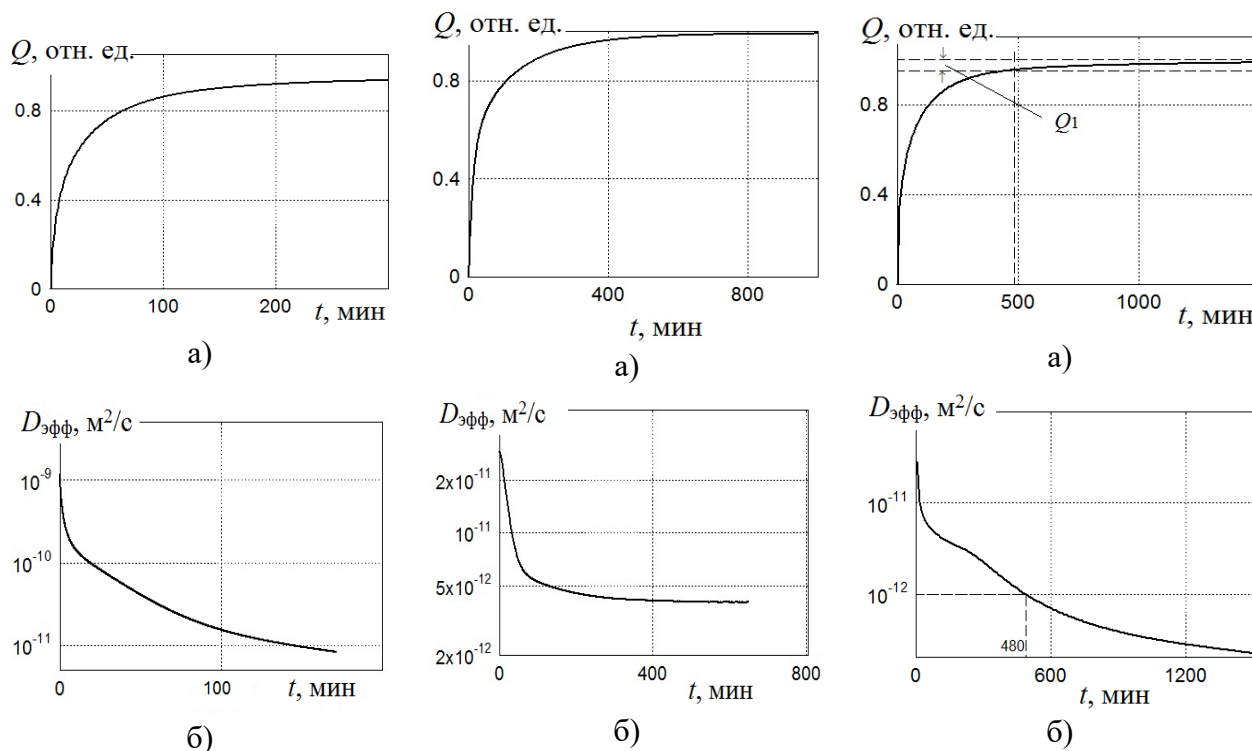 Q, отн. ед.
0.8
0.4
0
0 100 200
t, мин
а)
Q, отн. ед.
0.8
0.4
0
0 400 800
t, мин
а)
Q, отн. ед.
0.8
Q1
0.4
0
0 500 1000
t, мин
а)
Dэфф, м²/с
10⁻⁹
10⁻¹⁰
10⁻¹¹
0 100
t, мин
б)
Dэфф, м²/с
2x10⁻¹¹
10⁻¹¹
5x10⁻¹²
2x10⁻¹²
0 400 800
t, мин
б)
Dэфф, м²/с
10⁻¹¹
10⁻¹²
480
0 600 1200
t, мин
б)